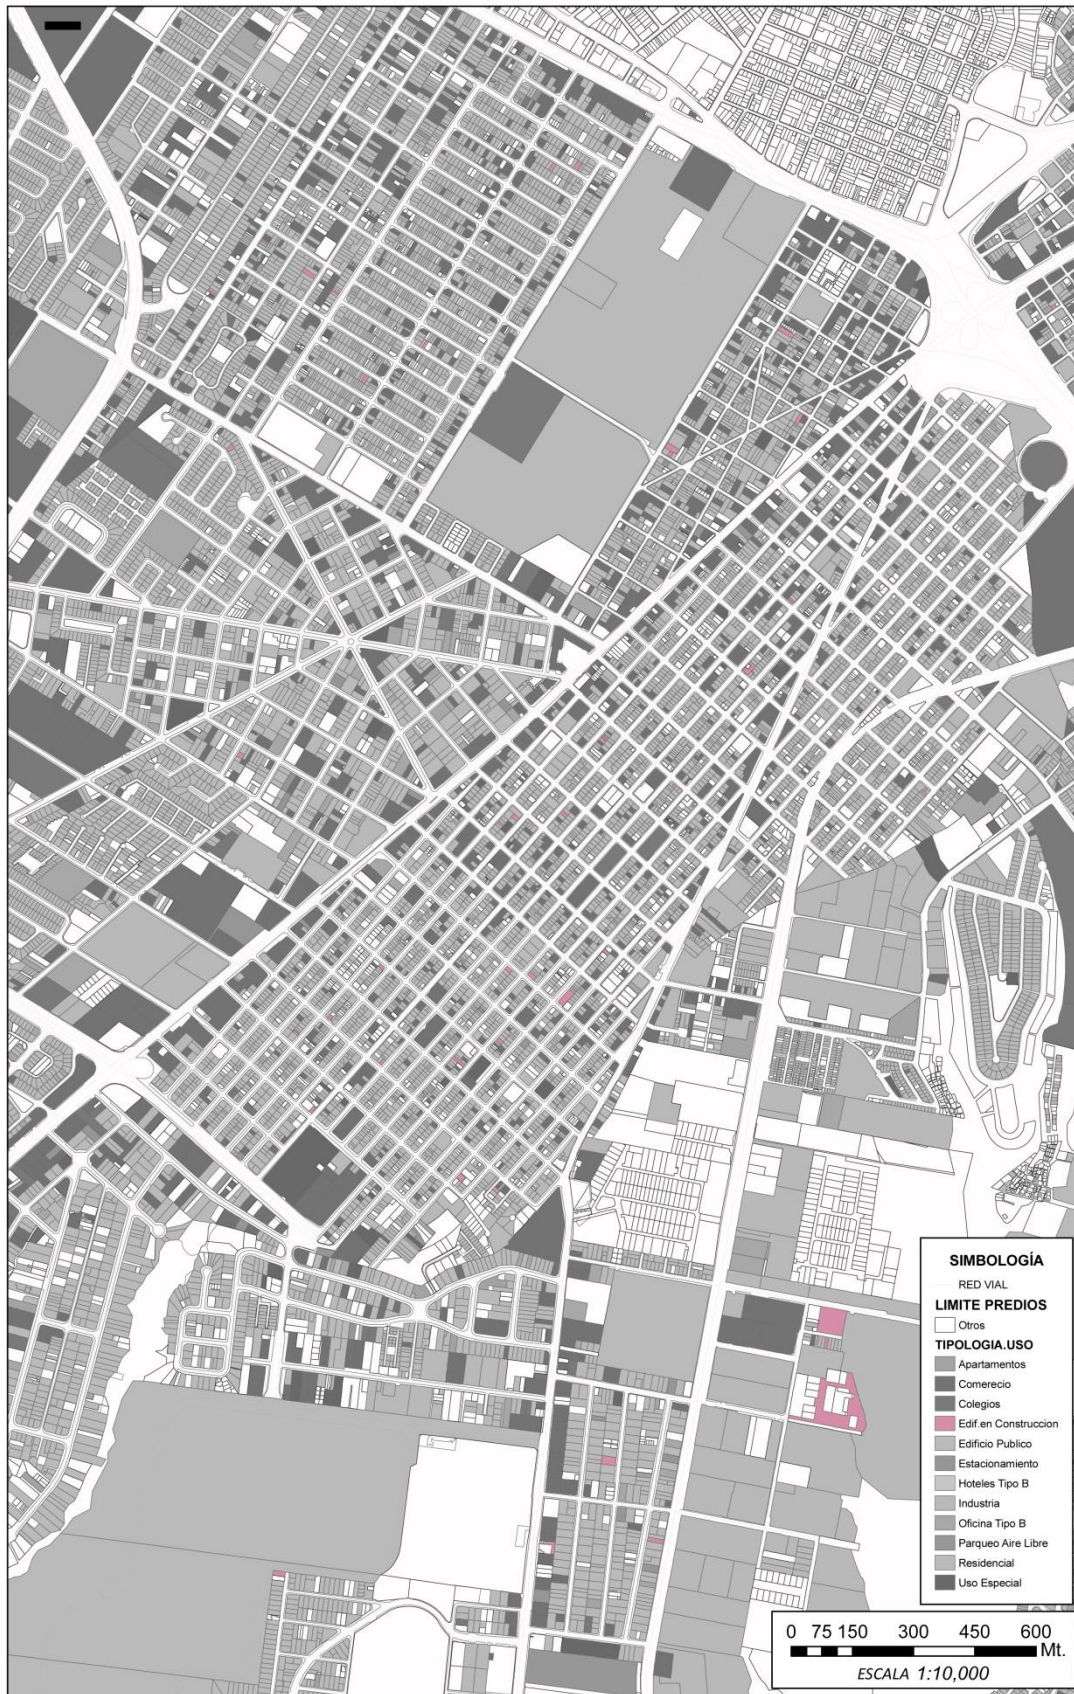 SIMBOLOGÍA
RED VIAL
LIMITE PREDIOS
Otros
TIPOLOGIA.USO
Apartamentos
Comerecio
Colegios
Edif.en Construccion
Edificio Publico
Estacionamiento
Hoteles Tipo B
Industria
Oficina Tipo B
Parqueo Aire Libre
Residencial
Uso Especial
0 75 150 300 450 600
Mt.
ESCALA 1:10,000